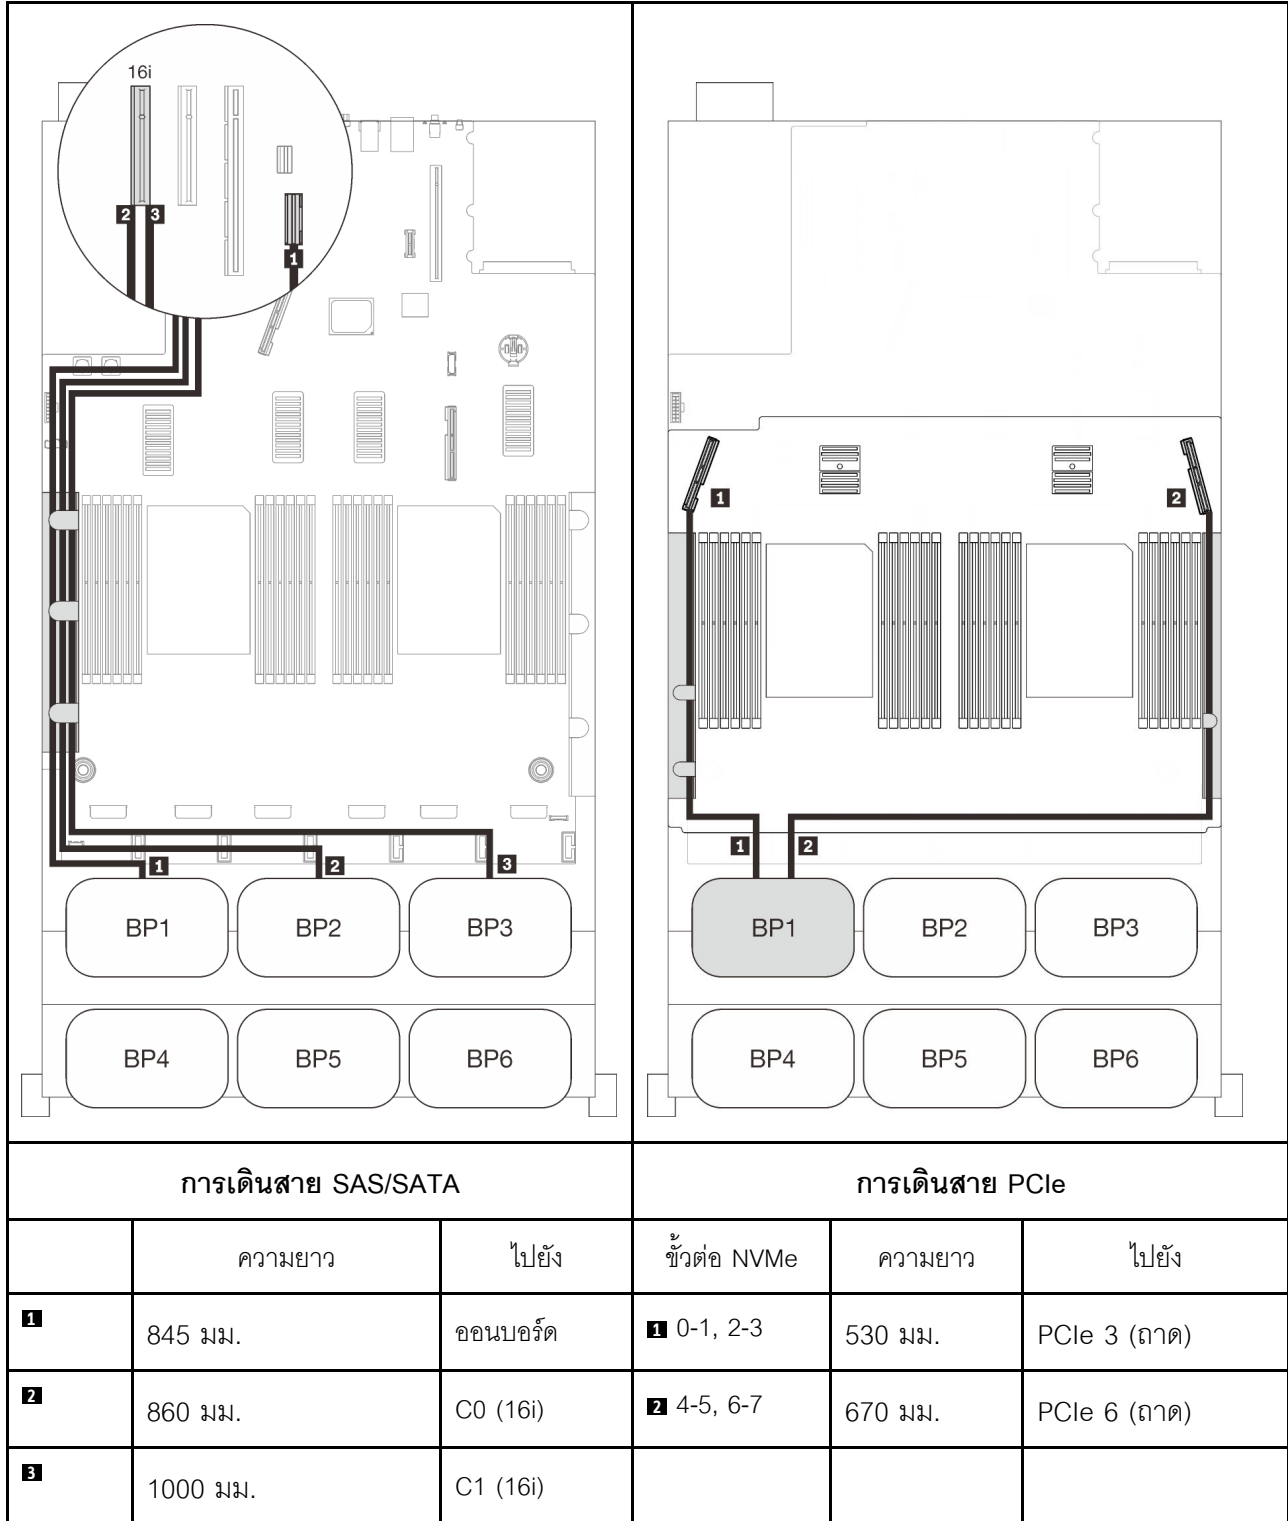 16i
2 3
1
1
2
3
BP1
BP2
BP3
BP4
BP5
BP6
1
2
1
2
BP1
BP2
BP3
BP4
BP5
BP6
การเดินสาย SAS/SATA
การเดินสาย PCIe
ความยาว
ไปยัง
ขั้วต่อ NVMe
ความยาว
ไปยัง
1
845 มม.
ออนบอร์ด
1 0-1, 2-3
530 มม.
PCIe 3 (ถาด)
2
860 มม.
C0 (16i)
2 4-5, 6-7
670 มม.
PCIe 6 (ถาด)
3
1000 มม.
C1 (16i)